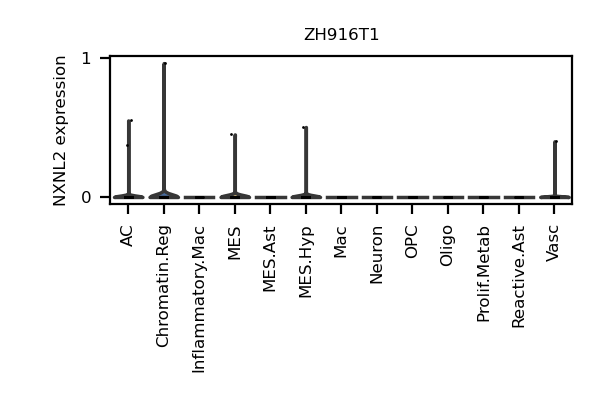 ZH916T1
NXNL2 expression
1
0
AC
Chromatin.Reg
Inflammatory.Mac
MES
MES.Ast
MES.Hyp
Mac
Neuron
OPC
Oligo
Prolif.Metab
Reactive.Ast
Vasc